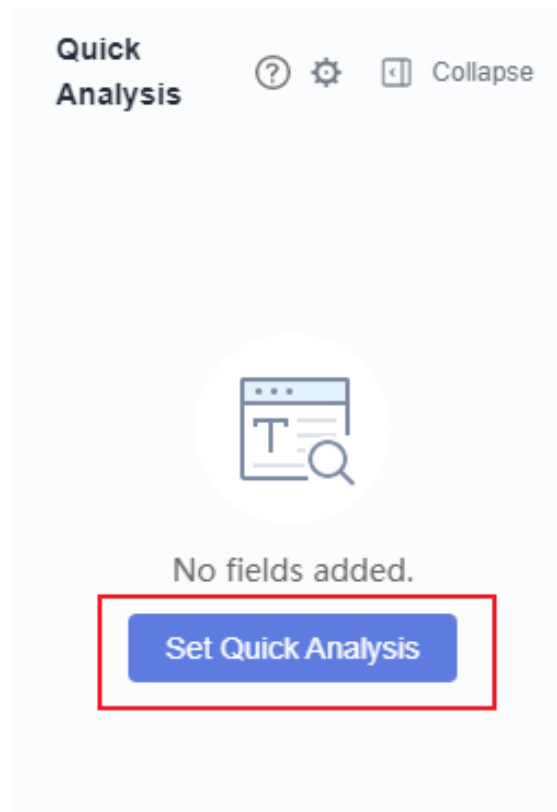 Quick
Analysis
? Collapse
T
No fields added.
Set Quick Analysis